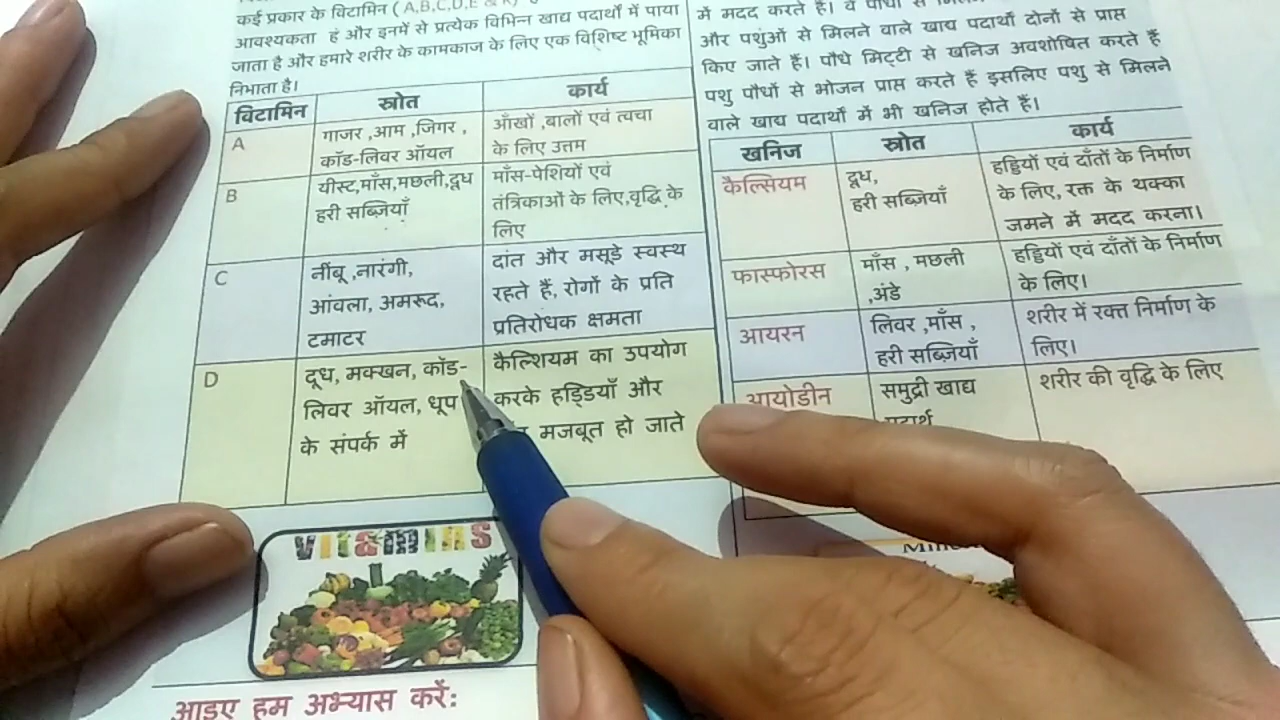 कई प्रकार के विटामिन ( A,B,C,D,E
आवश्यकता है और इनमें से प्रत्येक विभिन्न खाद्य पदार्थों में पाया
जाता है और हमारे शरीर के कामकाज के लिए एक विशिष्ट भूमिका
निभाता है।
विटामिन स्रोत कार्य
A गाजर ,आम ,जिगर , आँखों ,बालों एवं त्वचा
कॉड-लिवर ऑयल के लिए उत्तम
B यीस्ट,माँस,मछली,दूध माँस-पेशियों एवं
हरी सब्ज़ियाँ तंत्रिकाओं के लिए,वृद्धि के
लिए
C नींबू ,नारंगी, दांत और मसूड़े स्वस्थ
आंवला, अमरूद, रहते हैं, रोगों के प्रति
टमाटर प्रतिरोधक क्षमता
D दूध, मक्खन, कॉड- कैल्शियम का उपयोग
लिवर ऑयल, धूप करके हड्डियाँ और
के संपर्क में मजबूत हो जाते
VITAMINS
आइए हम अभ्यास करें:
में मदद करते हैं। वे पौधों से
और पशुओं से मिलने वाले खाद्य पदार्थों दोनों से प्राप्त
किए जाते हैं। पौधे मिट्टी से खनिज अवशोषित करते हैं
पशु पौधों से भोजन प्राप्त करते हैं इसलिए पशु से मिलने
वाले खाद्य पदार्थों में भी खनिज होते हैं।
खनिज स्रोत कार्य
कैल्सियम दूध, हड्डियों एवं दाँतों के निर्माण
हरी सब्ज़ियाँ के लिए, रक्त के थक्का
जमने में मदद करना।
फास्फोरस माँस , मछली हड्डियों एवं दाँतों के निर्माण
,अंडे के लिए।
आयरन लिवर ,माँस , शरीर में रक्त निर्माण के
हरी सब्ज़ियाँ लिए।
आयोडीन समुद्री खाद्य शरीर की वृद्धि के लिए
पदार्थ